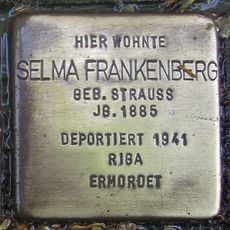 HIER WOHNTE
SELMA FRANKENBERG
GEB. STRAUSS
JG. 1885
DEPORTIERT 1941
RIGA
ERMORDET